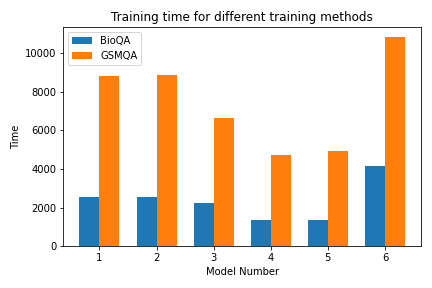 Training time for different training methods
BioQA
GSMQA
10000
8000
6000
4000
2000
0
Time
1 2 3 4 5 6
Model Number